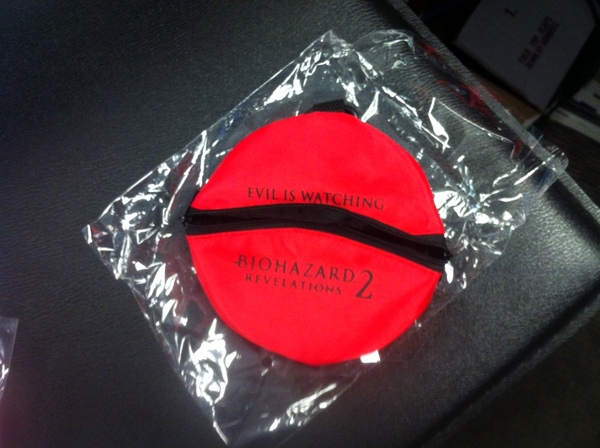 EVIL IS WATCHING
BIOHAZARD
REVELATIONS 2